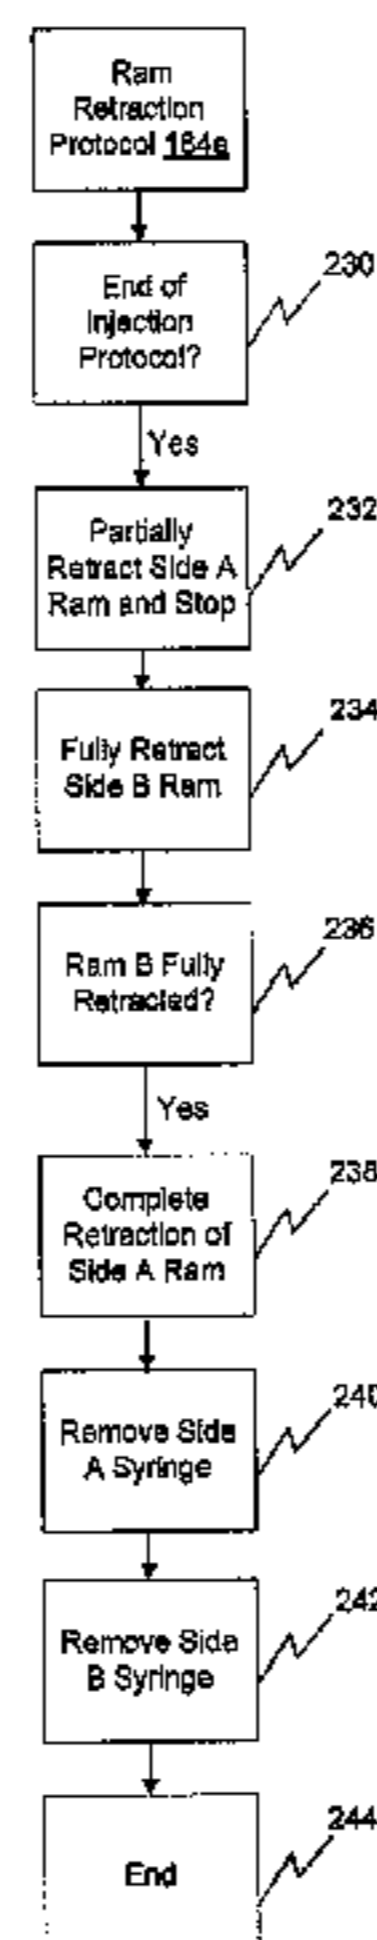 Ram
Retraction
Protocol 164a
End of
Injection
Protocol?
230
Yes
Partially
Retract Side A
Ram and Stop
232
Fully Retract
Side B Ram
234
Ram B Fully
Retracted?
236
Yes
Complete
Retraction of
Side A Ram
238
Remove Side
A Syringe
240
Remove Side
B Syringe
242
End
244